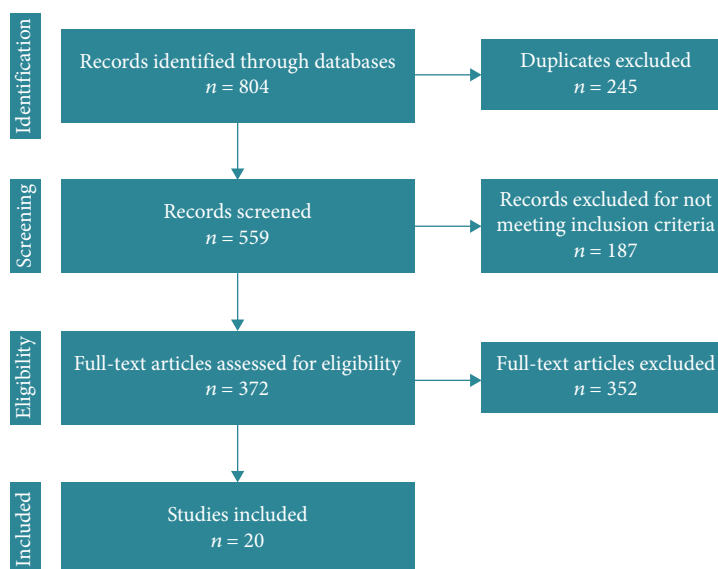 Identification
Records identified through databases
n = 804
Duplicates excluded
n = 245
Screening
Records screened
n = 559
Records excluded for not
meeting inclusion criteria
n = 187
Eligibility
Full-text articles assessed for eligibility
n = 372
Full-text articles excluded
n = 352
Included
Studies included
n = 20